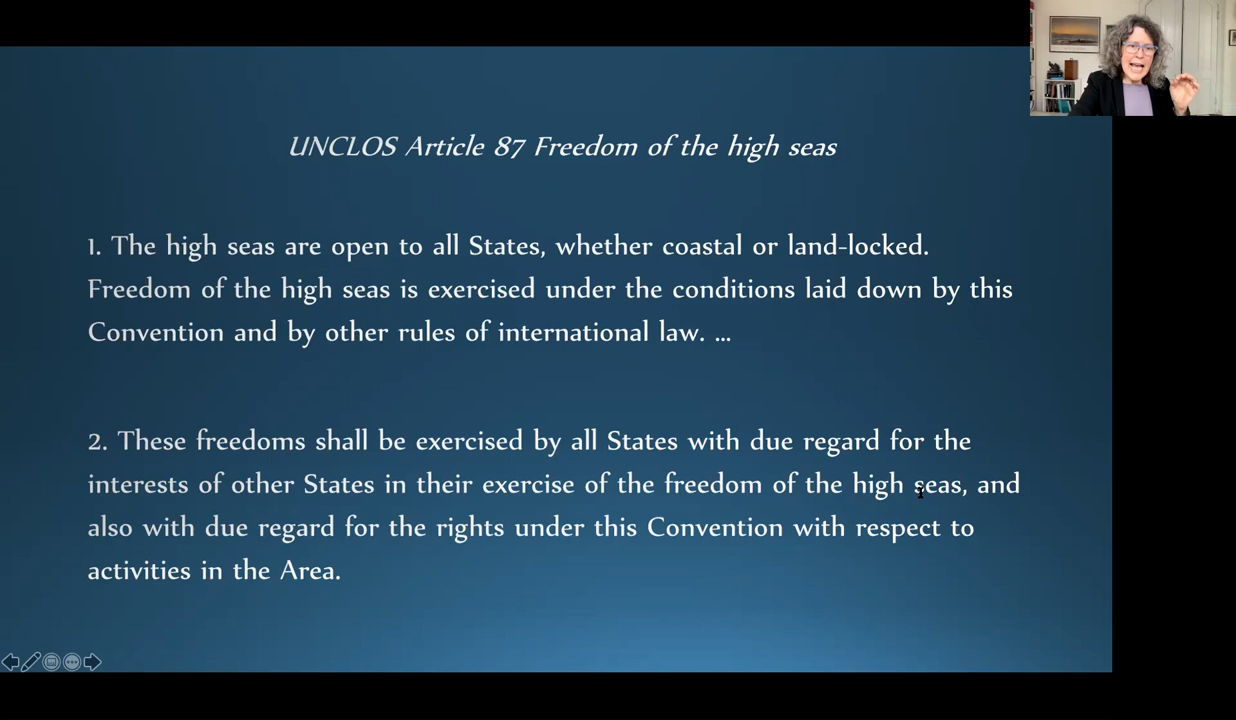 UNCLOS Article 87 Freedom of the high seas
1. The high seas are open to all States, whether coastal or land-locked.
Freedom of the high seas is exercised under the conditions laid down by this
Convention and by other rules of international law. ...
2. These freedoms shall be exercised by all States with due regard for the
interests of other States in their exercise of the freedom of the high seas, and
also with due regard for the rights under this Convention with respect to
activities in the Area.